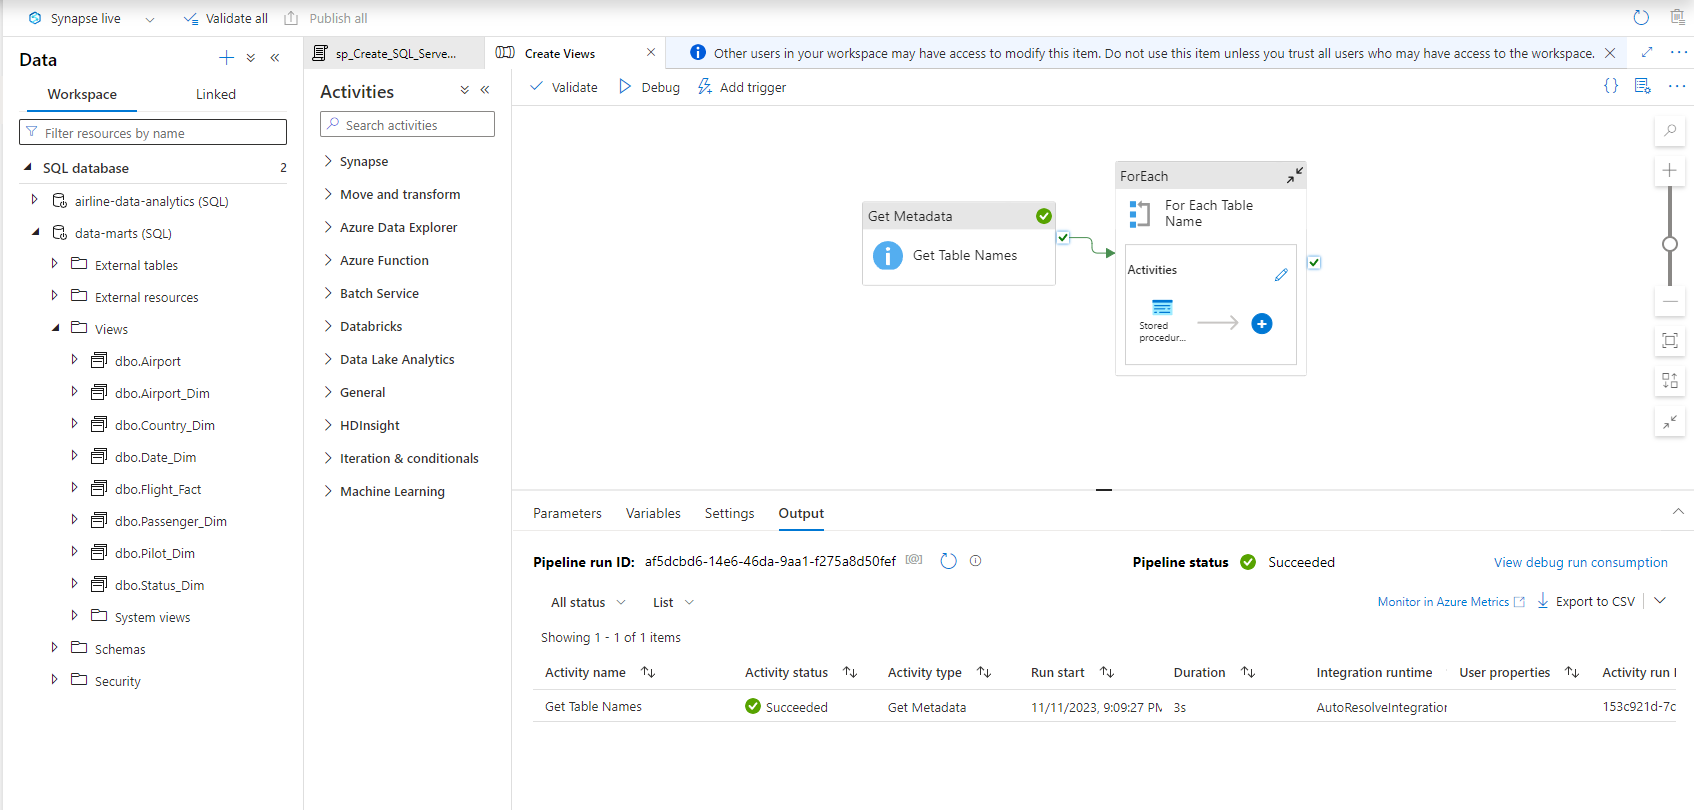 Synapse live
Validate all
Publish all
Data
Workspace
Linked
Filter resources by name
SQL database
2
airline-data-analytics (SQL)
data-marts (SQL)
External tables
External resources
Views
dbo.Airport
dbo.Airport_Dim
dbo.Country_Dim
dbo.Date_Dim
dbo.Flight_Fact
dbo.Passenger_Dim
dbo.Pilot_Dim
dbo.Status_Dim
System views
Schemas
Security
sp_Create_SQL_Serve...
Create Views
Other users in your workspace may have access to modify this item. Do not use this item unless you trust all users who may have access to the workspace.
Activities
Search activities
Synapse
Move and transform
Azure Data Explorer
Azure Function
Batch Service
Databricks
Data Lake Analytics
General
HDInsight
Iteration & conditionals
Machine Learning
Validate
Debug
Add trigger
Get Metadata
Get Table Names
ForEach
For Each Table
Name
Activities
Stored
procedur...
Parameters
Variables
Settings
Output
Pipeline run ID: af5dcbd6-14e6-46da-9aa1-f275a8d50fef
Pipeline status
Succeeded
View debug run consumption
All status
List
Monitor in Azure Metrics
Export to CSV
Showing 1 - 1 of 1 items
Activity name
Activity status
Activity type
Run start
Duration
Integration runtime
User properties
Activity run
Get Table Names
Succeeded
Get Metadata
11/11/2023, 9:09:27 PM
3s
AutoResolveIntegration
153c921d-7c